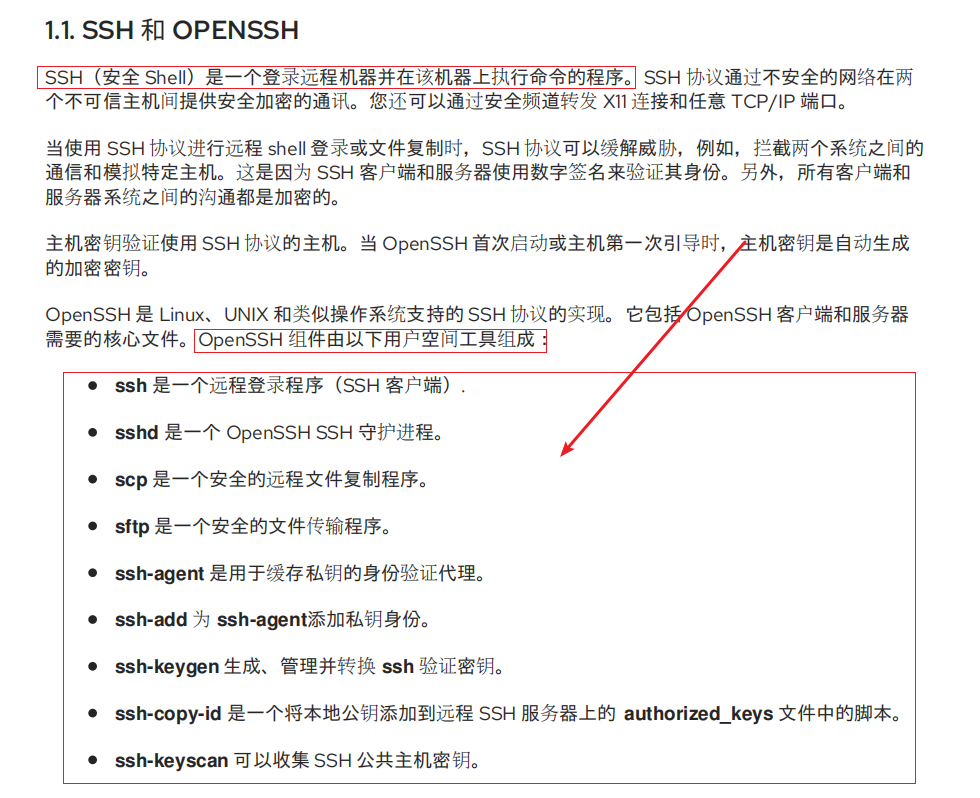 1.1. SSH 和 OPENSSH
SSH（安全 Shell）是一个登录远程机器并在该机器上执行命令的程序。 SSH 协议通过不安全的网络在两
个不可信主机间提供安全加密的通讯。您还可以通过安全频道转发 X11 连接和任意 TCP/IP 端口。
当使用 SSH 协议进行远程 shell 登录或文件复制时，SSH 协议可以缓解威胁，例如，拦截两个系统之间的
通信和模拟特定主机。这是因为 SSH 客户端和服务器使用数字签名来验证其身份。另外，所有客户端和
服务器系统之间的沟通都是加密的。
主机密钥验证使用 SSH 协议的主机。当 OpenSSH 首次启动或主机第一次引导时，主机密钥是自动生成
的加密密钥。
OpenSSH 是 Linux、UNIX 和类似操作系统支持的 SSH 协议的实现。它包括 OpenSSH 客户端和服务器
需要的核心文件。OpenSSH 组件由以下用户空间工具组成：
● ssh 是一个远程登录程序（SSH 客户端）.
● sshd 是一个 OpenSSH SSH 守护进程。
● scp 是一个安全的远程文件复制程序。
● sftp 是一个安全的文件传输程序。
● ssh-agent 是用于缓存私钥的身份验证代理。
● ssh-add 为 ssh-agent添加私钥身份。
● ssh-keygen 生成、管理并转换 ssh 验证密钥。
● ssh-copy-id 是一个将本地公钥添加到远程 SSH 服务器上的 authorized_keys 文件中的脚本。
● ssh-keyscan 可以收集 SSH 公共主机密钥。